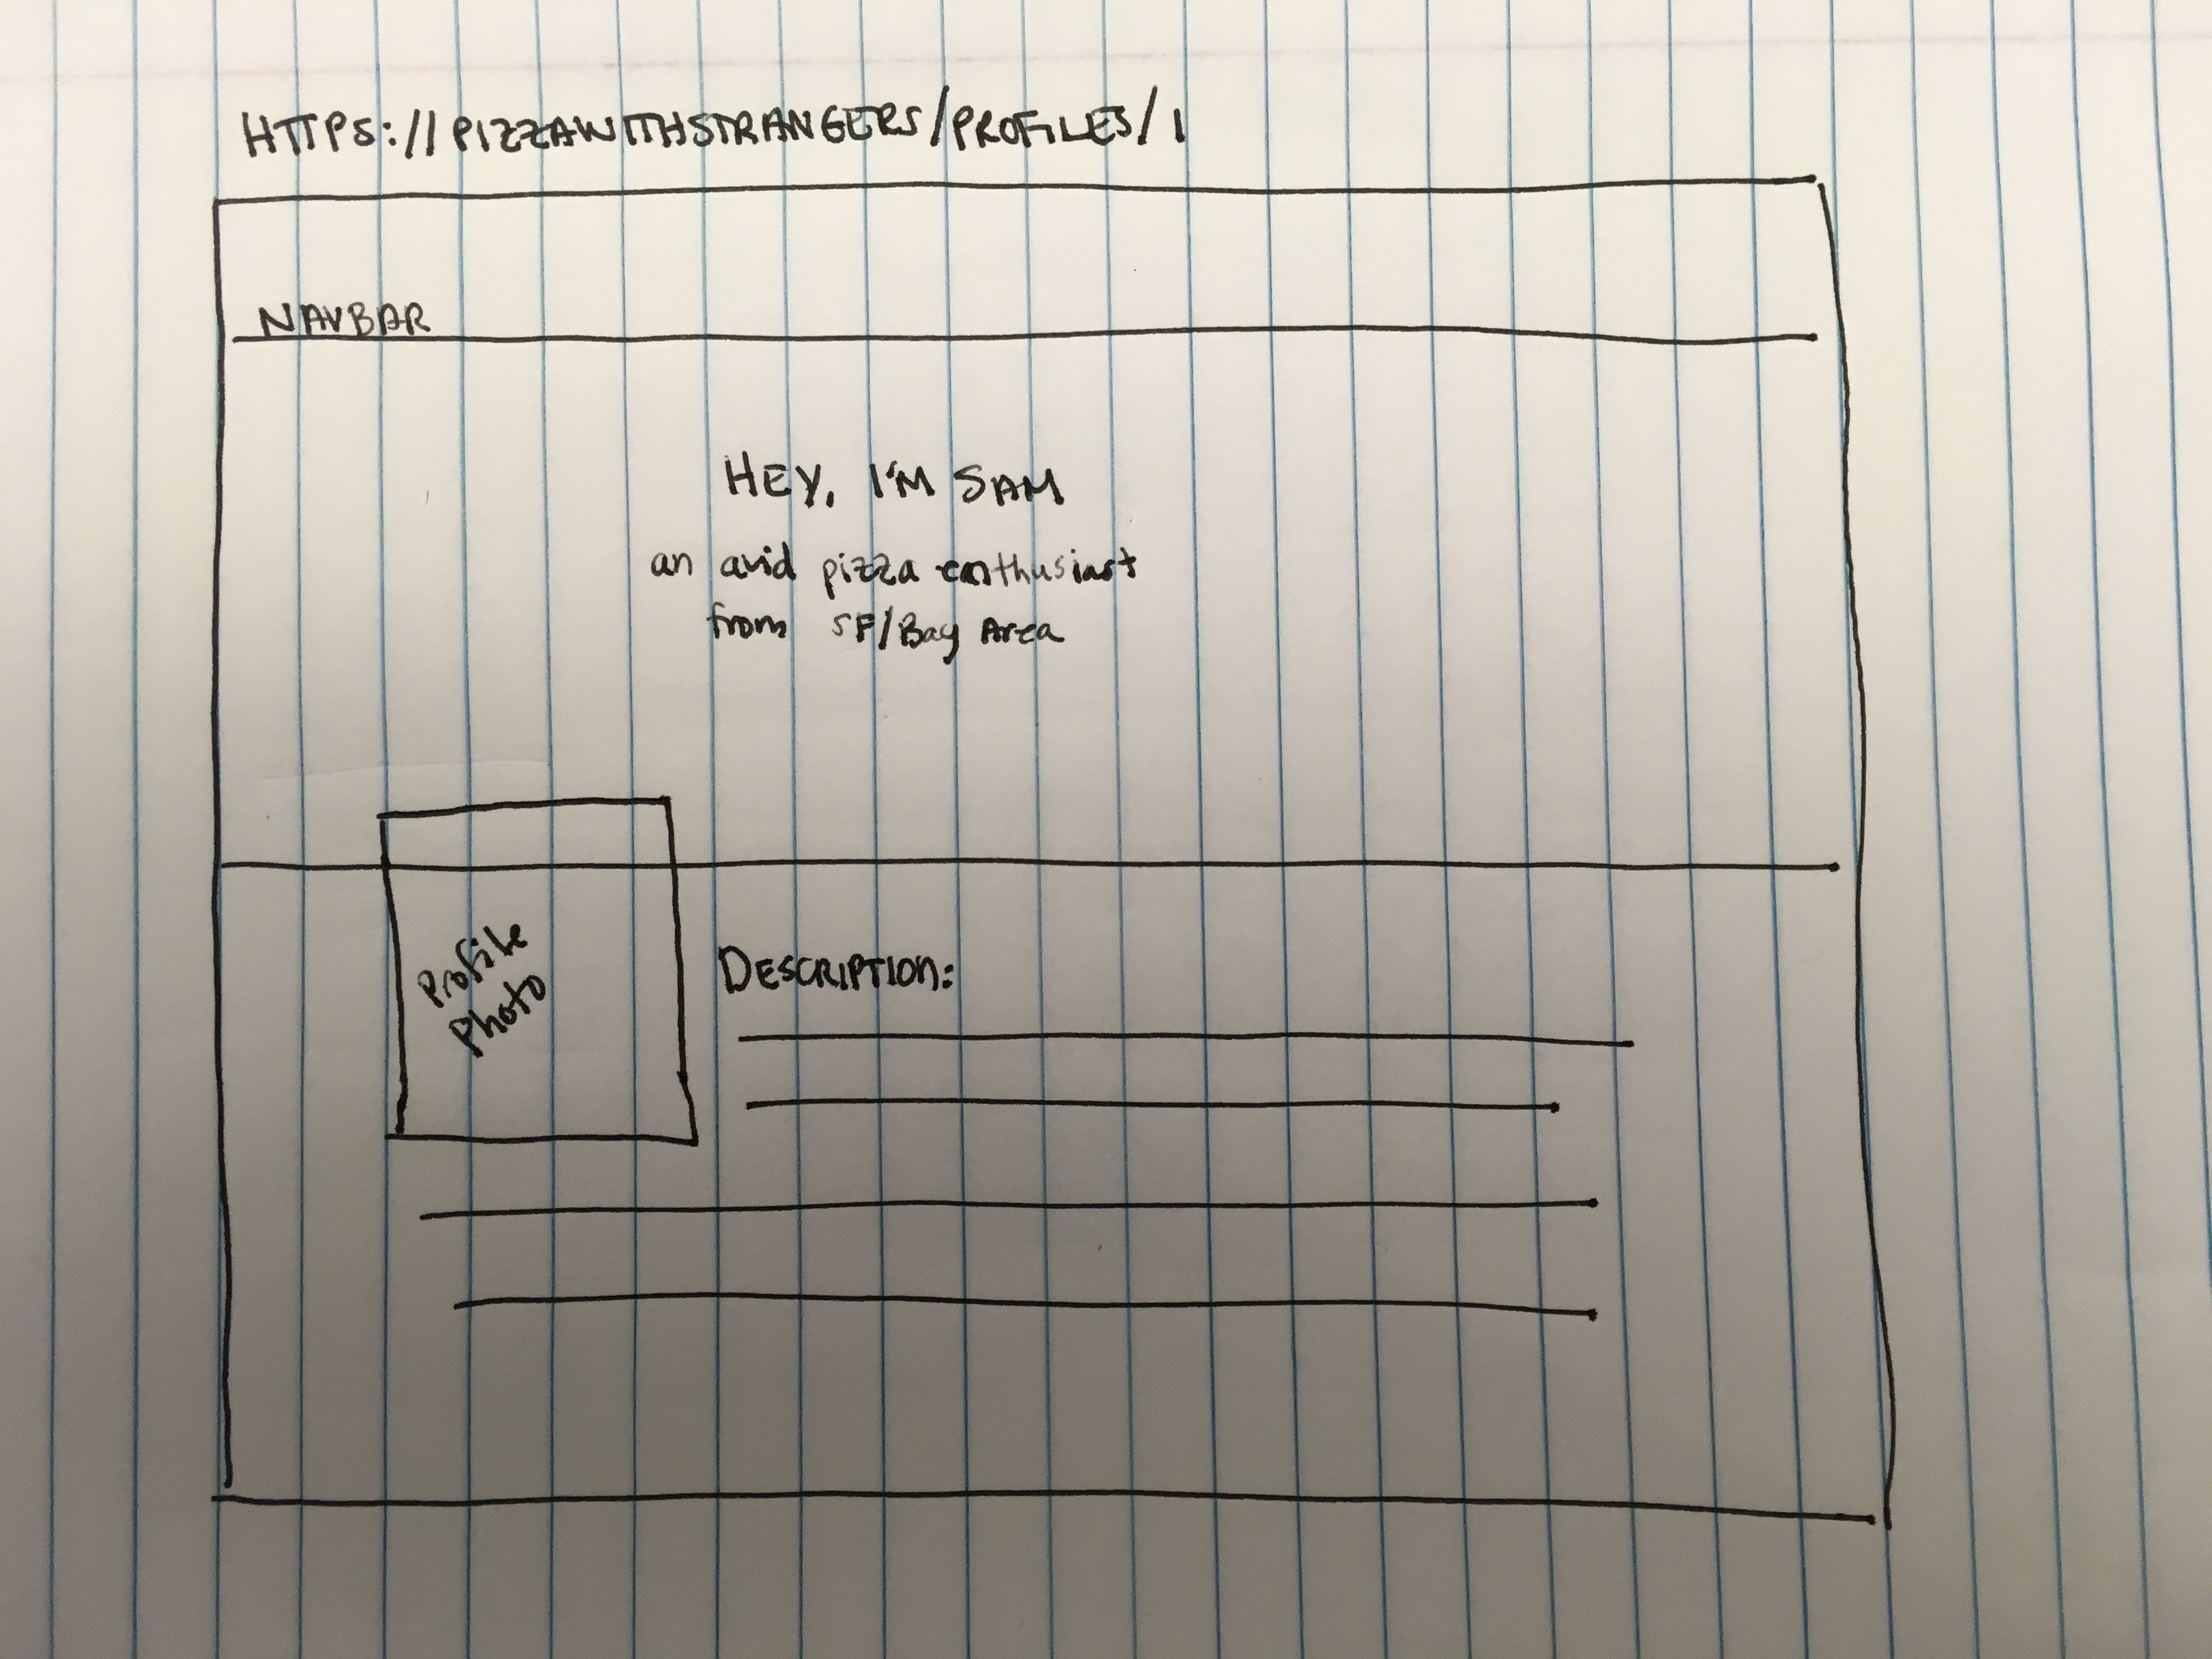 HTTPS://PIZZAWITHSTRANGERS/PROFILES/1
NAVBAR
HEY, I'M SAM
an avid pizza enthusiast
from SF/Bay Area
Profile
Photo
DESCRIPTION: